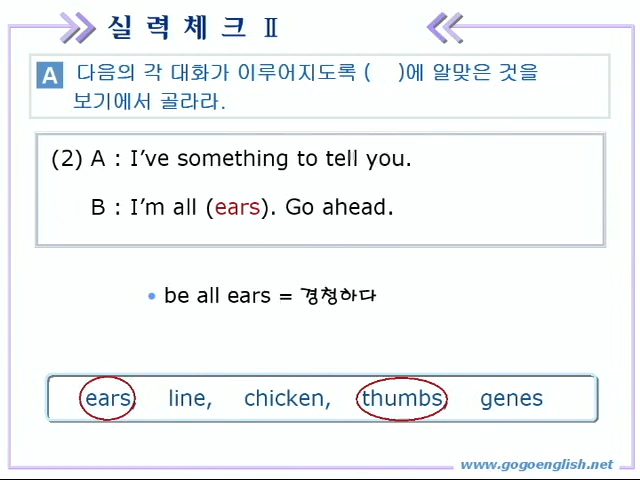 실 력 체 크 Ⅱ
A 다음의 각 대화가 이루어지도록 (    )에 알맞은 것을
보기에서 골라라.
(2) A : I've something to tell you.
B : I'm all (ears). Go ahead.
• be all ears = 경청하다
ears, line, chicken, thumbs, genes
www.gogoenglish.net